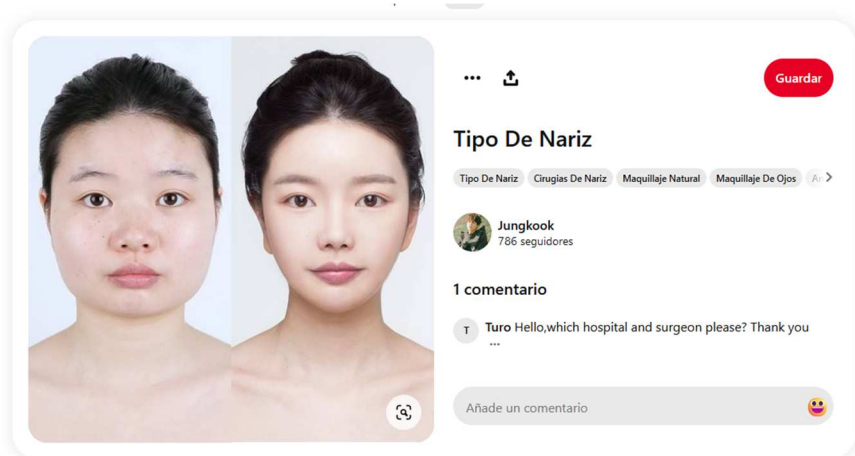 Guardar
Tipo De Nariz
Tipo De Nariz Cirugias De Nariz Maquillaje Natural Maquillaje De Ojos
Jungkook
786 seguidores
1 comentario
T Turo Hello,which hospital and surgeon please? Thank you
Añade un comentario